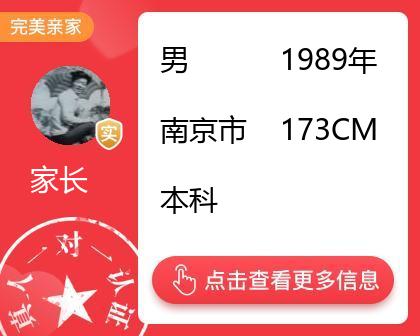 完美亲家
男 1989年
南京市 173CM
本科
实
家长
真人一对一认证
点击查看更多信息